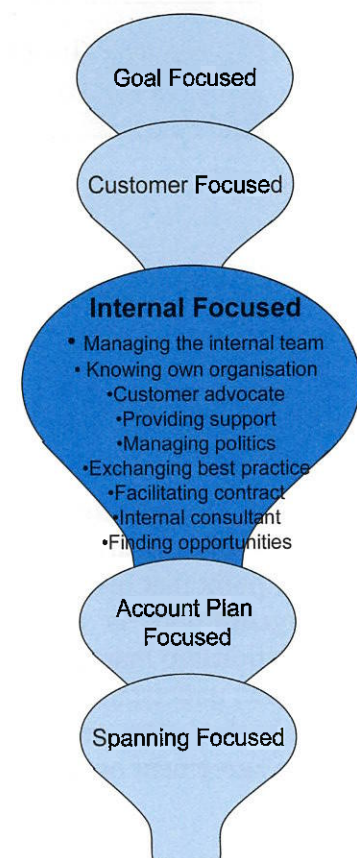 Goal Focused
Customer Focused
Internal Focused
• Managing the internal team
• Knowing own organisation
•Customer advocate
•Providing support
•Managing politics
•Exchanging best practice
•Facilitating contract
•Internal consultant
•Finding opportunities
Account Plan
Focused
Spanning Focused